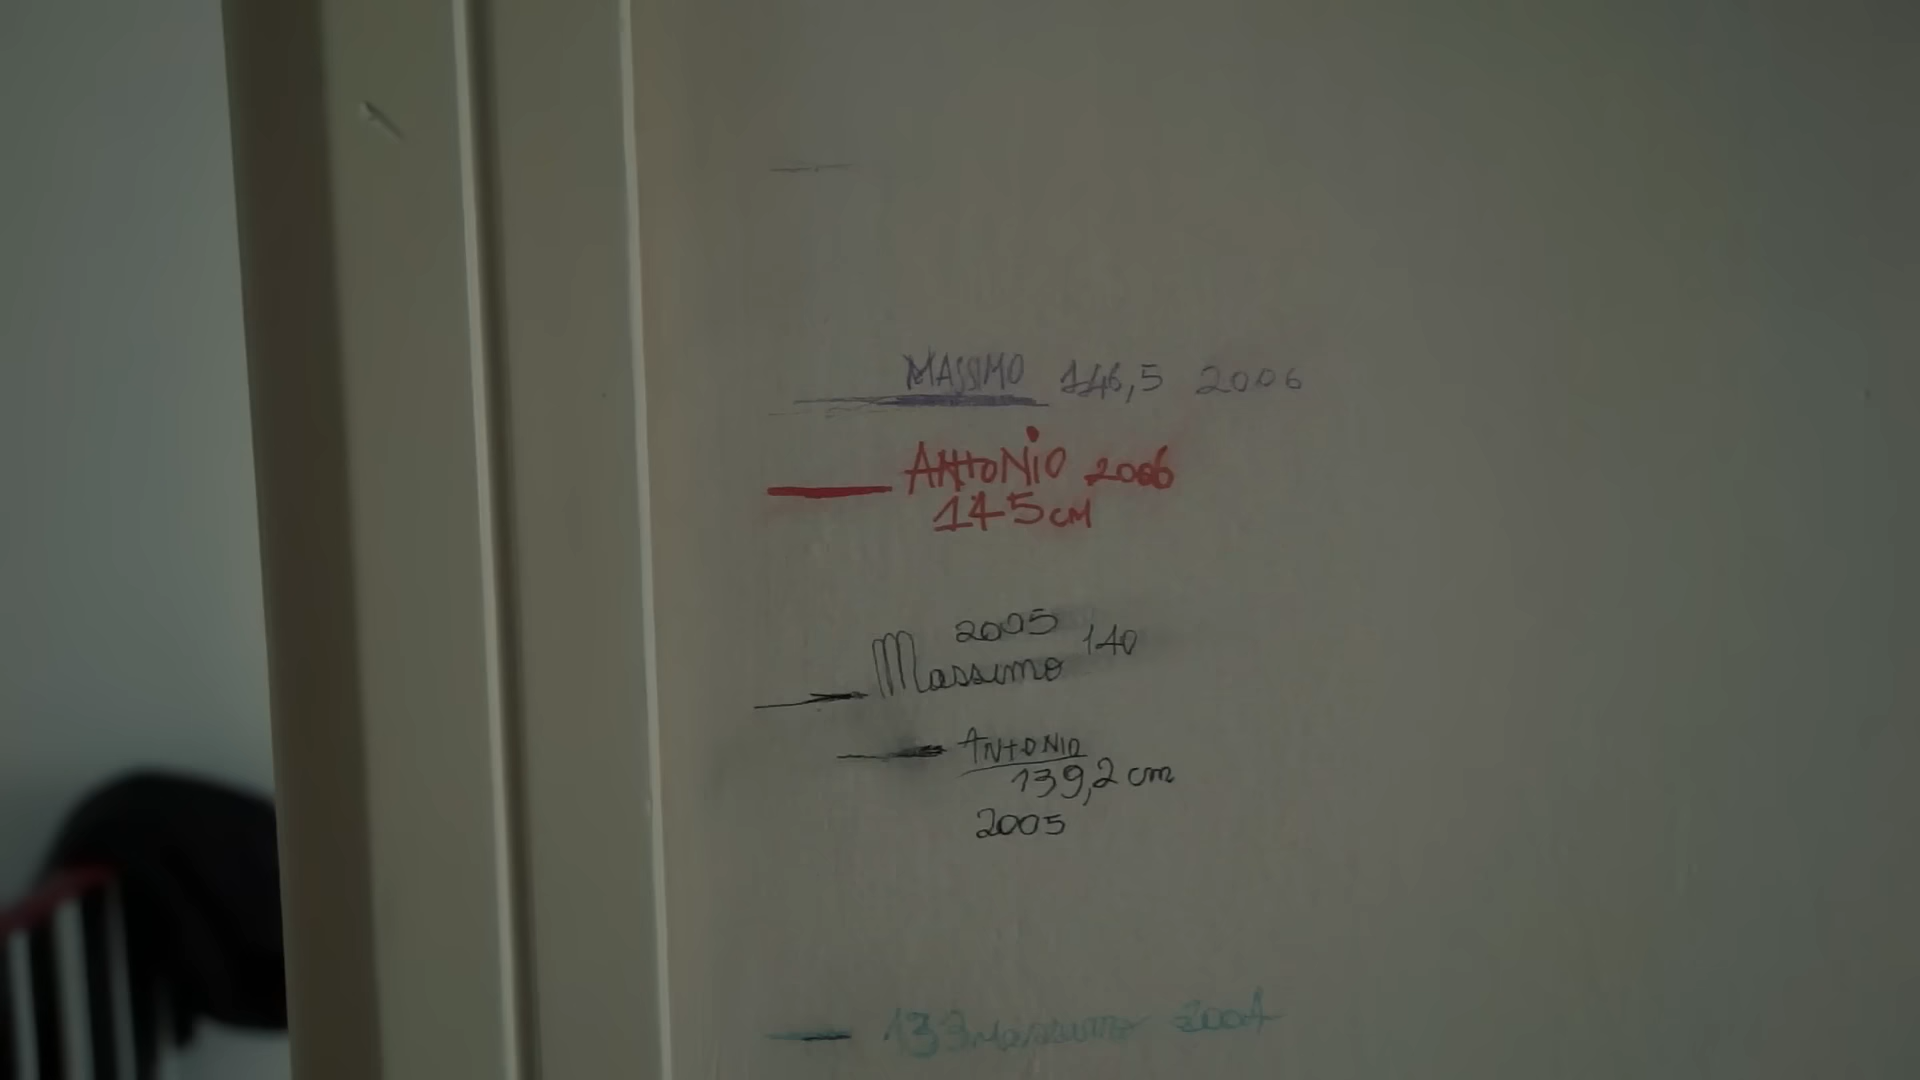 MASSIMO 146,5 2006
ANTONIO 2006
145 cm
2005
Massimo 140
ANTONIO
139,2 cm
2005
133 Massimo 2004